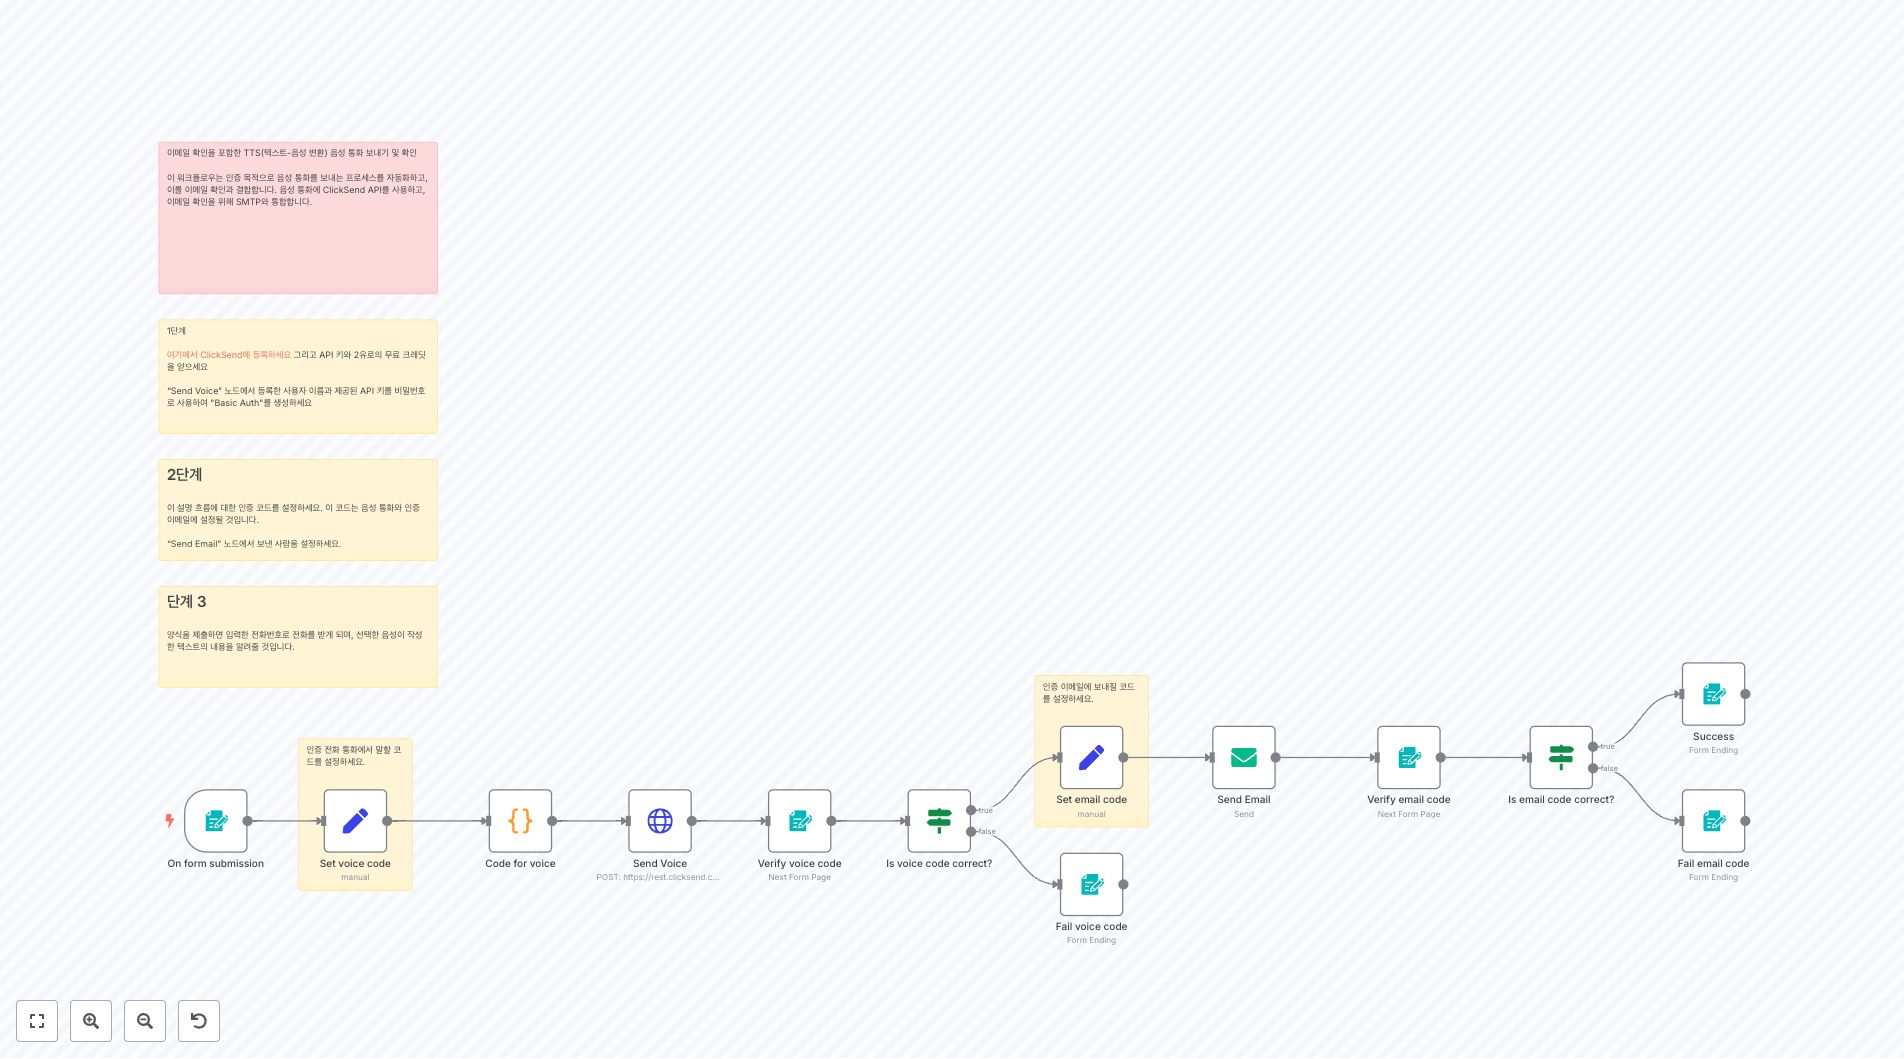 이메일 확인을 포함한 TTS(텍스트-음성 변환) 음성 통화 보내기 및 확인
이 워크플로우는 인증 목적으로 음성 통화를 보내는 프로세스를 자동화하고,
이를 이메일 확인과 결합합니다. 음성 통화에 ClickSend API를 사용하고,
이메일 확인을 위해 SMTP와 통합합니다.
1단계
여기에서 ClickSend에 등록하세요 그리고 API 키와 2유로의 무료 크레딧
을 얻으세요
“Send Voice” 노드에서 등록한 사용자 이름과 제공된 API 키를 비밀번호
로 사용하여 "Basic Auth"를 생성하세요
2단계
이 설명 흐름에 대한 인증 코드를 설정하세요. 이 코드는 음성 통화와 인증
이메일에 설정될 것입니다.
“Send Email” 노드에서 보낸 사람을 설정하세요.
단계 3
양식을 제출하면 입력한 전화번호로 전화를 받게 되며, 선택한 음성이 작성
한 텍스트의 내용을 알려줄 것입니다.
인증 전화 통화에서 말할 코
드를 설정하세요.
On form submission
Set voice code
manual
Code for voice
Send Voice
POST: https://rest.clicksend.c...
Verify voice code
Next Form Page
Is voice code correct?
true
false
인증 이메일에 보내질 코드
를 설정하세요.
Set email code
manual
Fail voice code
Form Ending
Send Email
Send
Verify email code
Next Form Page
Is email code correct?
true
false
Success
Form Ending
Fail email code
Form Ending